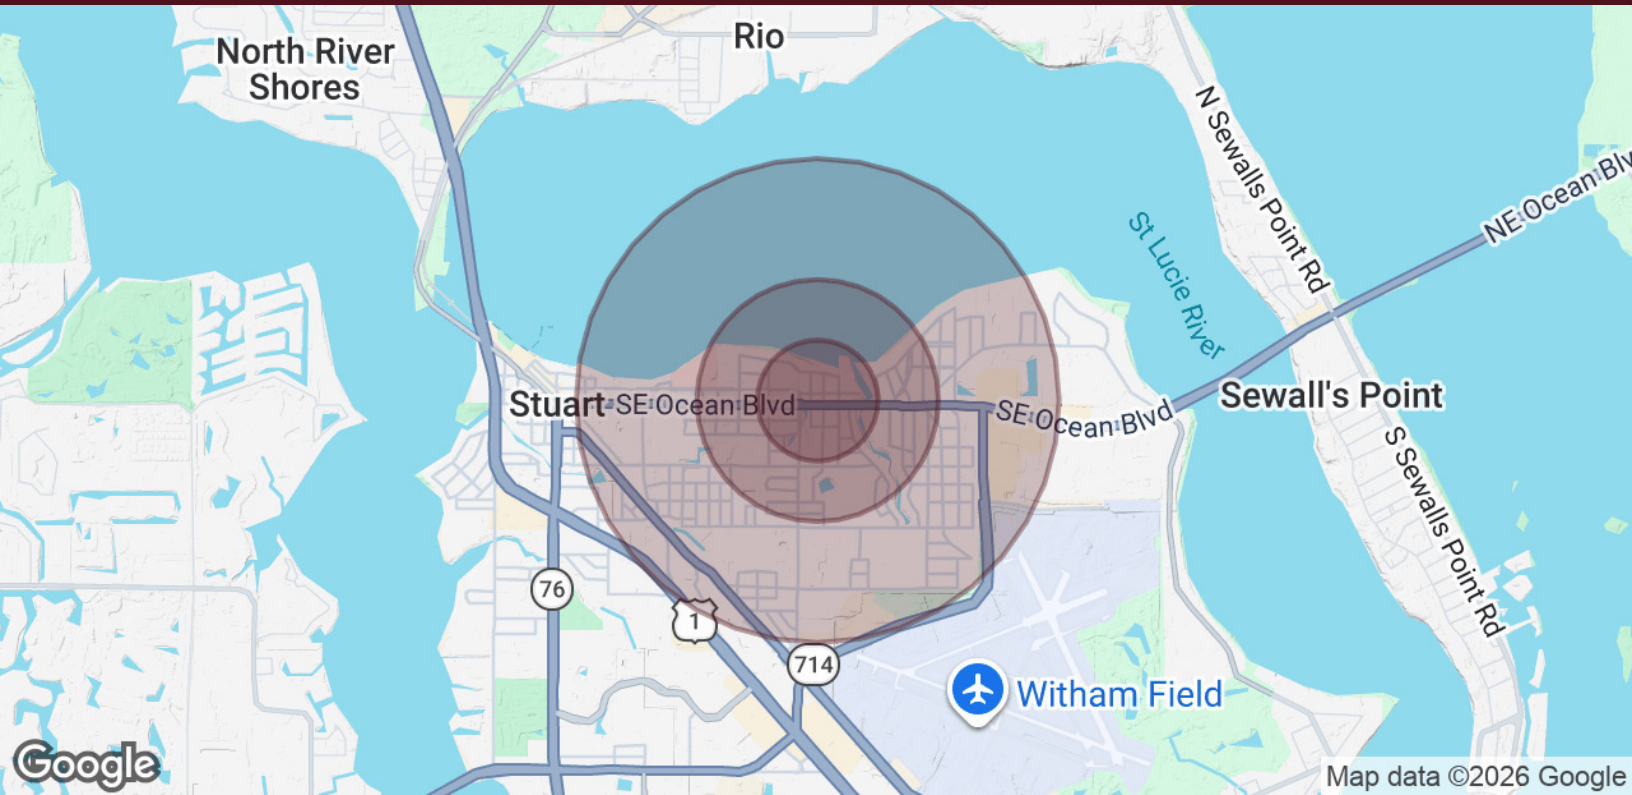 North River
Shores
Rio
N Sewalls Point Rd
NE Ocean Blv
St Lucie River
Stuart
SE Ocean Blvd
SE Ocean Blvd
Sewall's Point
S Sewalls Point Rd
76
1
714
Witham Field
Google
Map data ©2026 Google